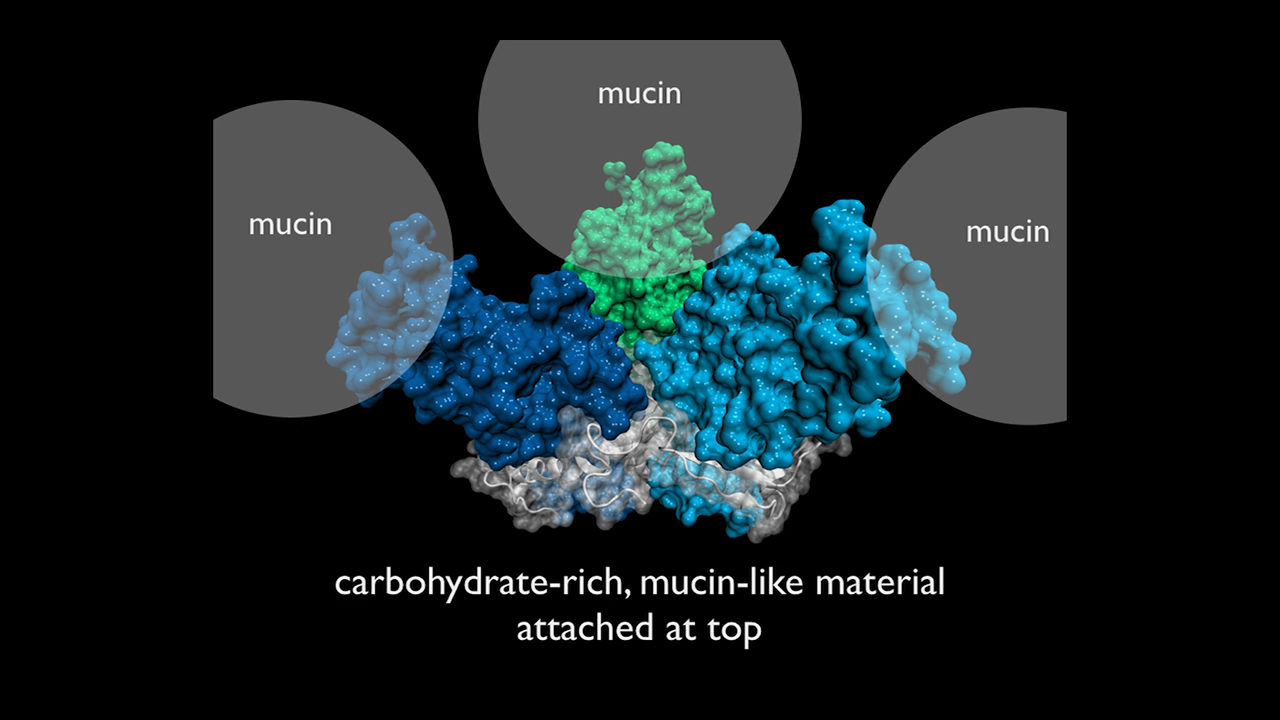 mucin
mucin
mucin
carbohydrate-rich, mucin-like material
attached at top